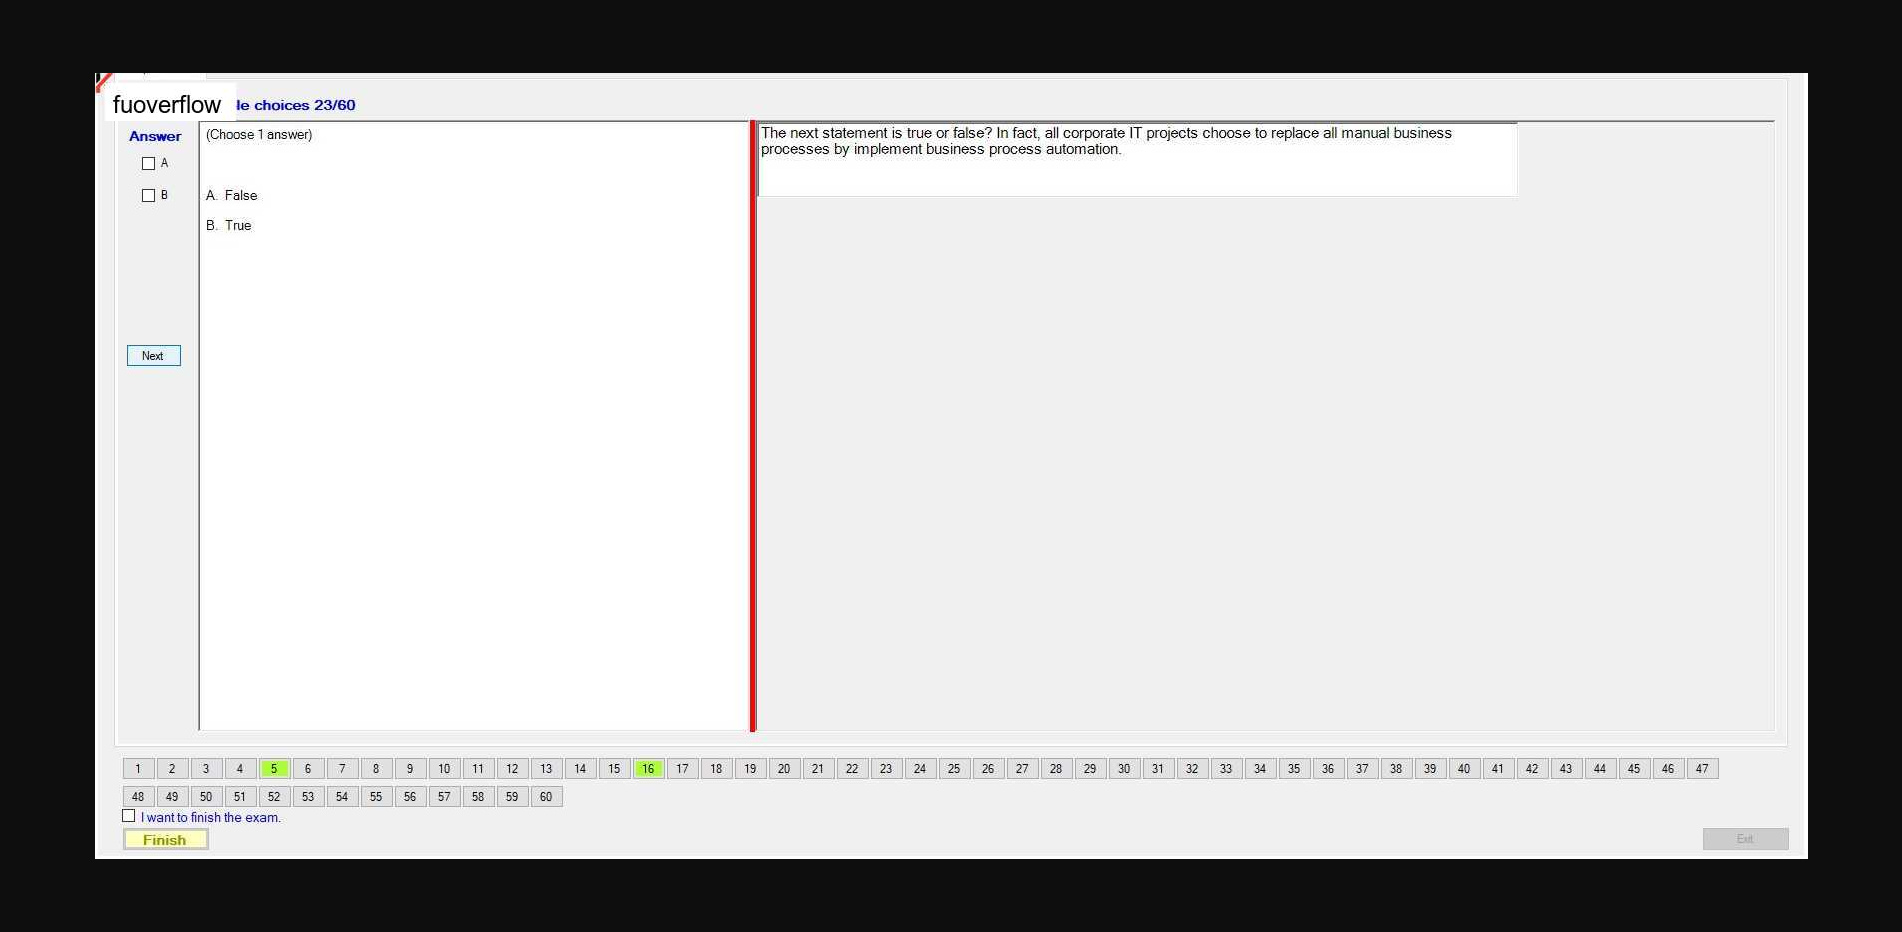 fuoverflow
le choices 23/60
Answer
(Choose 1 answer)
A
B
A. False
B. True
Next
The next statement is true or false? In fact, all corporate IT projects choose to replace all manual business
processes by implement business process automation.
1 2 3 4 5 6 7 8 9 10 11 12 13 14 15 16 17 18 19 20 21 22 23 24 25 26 27 28 29 30 31 32 33 34 35 36 37 38 39 40 41 42 43 44 45 46 47
48 49 50 51 52 53 54 55 56 57 58 59 60
I want to finish the exam.
Finish
Exit